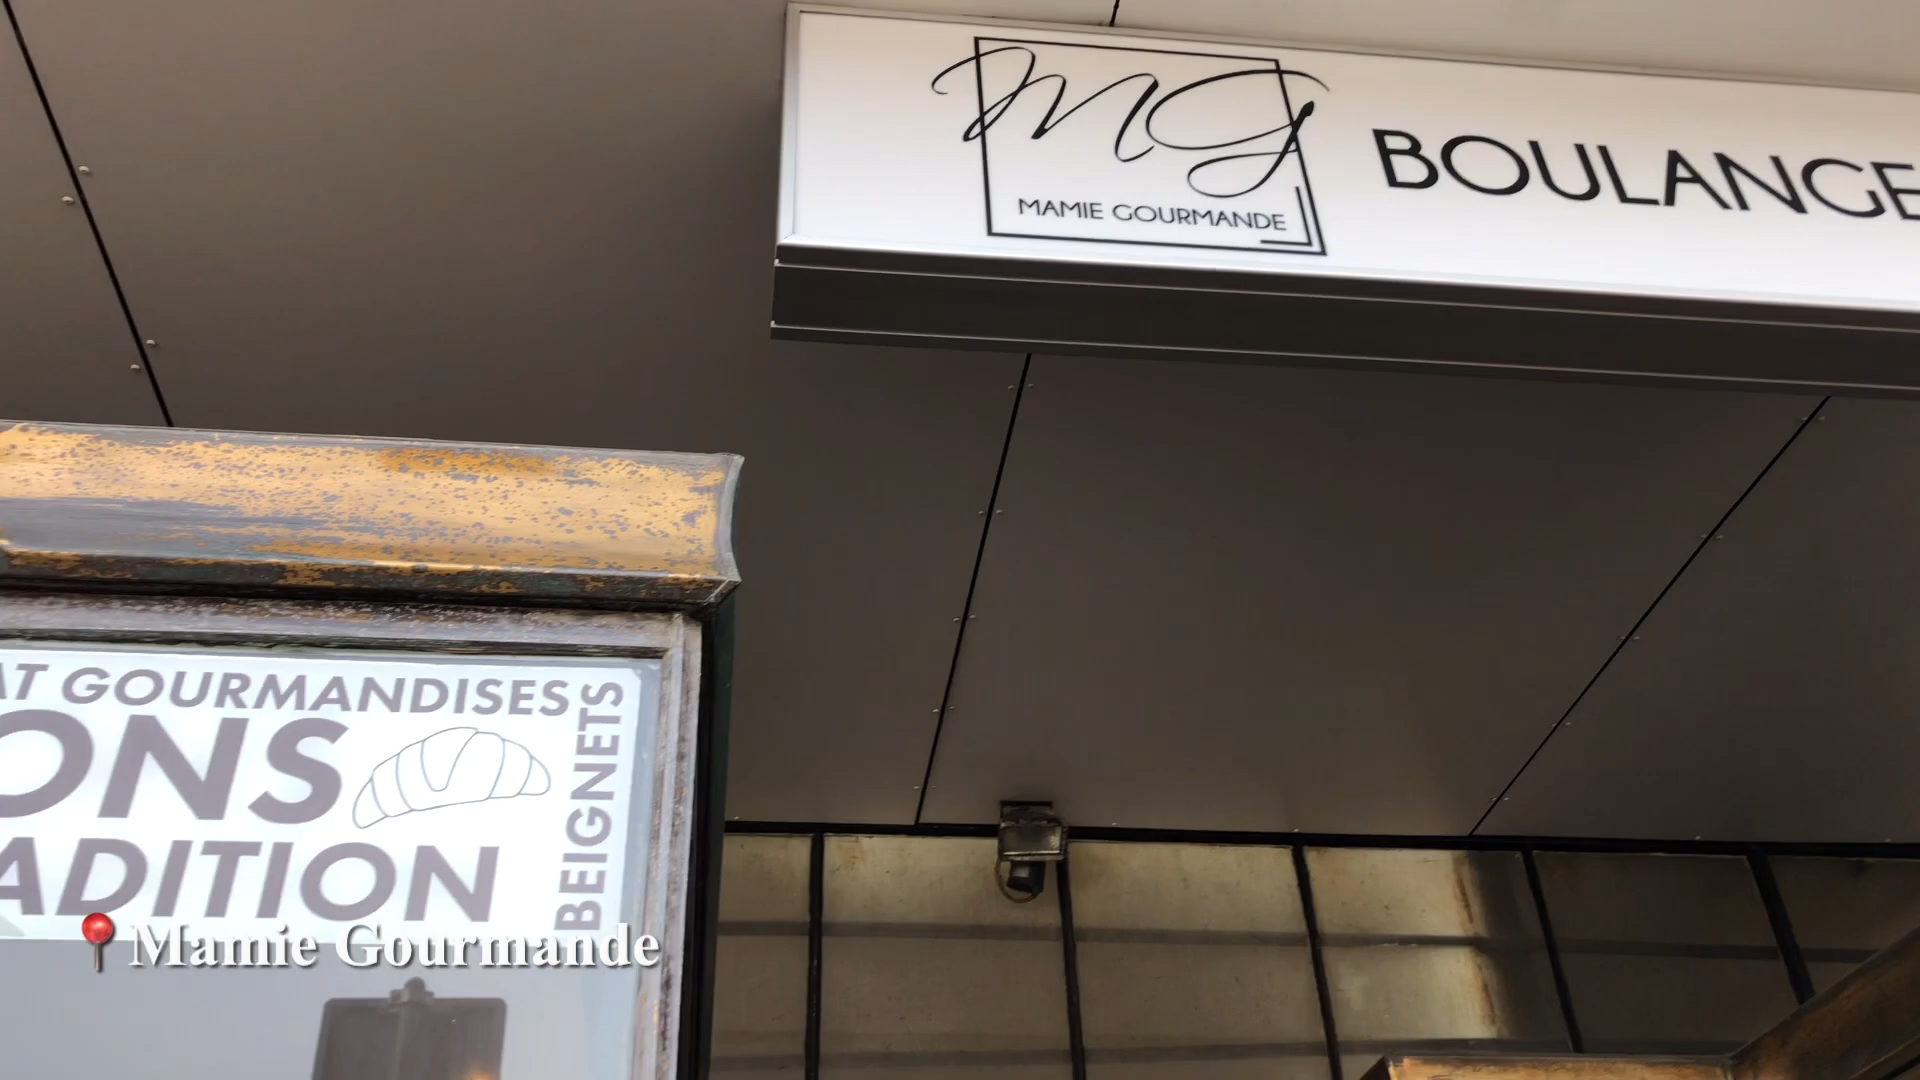 MG
MAMIE GOURMANDE
BOULANGE
AT GOURMANDISES
ONS
ADITION
BEIGNETS
Mamie Gourmande